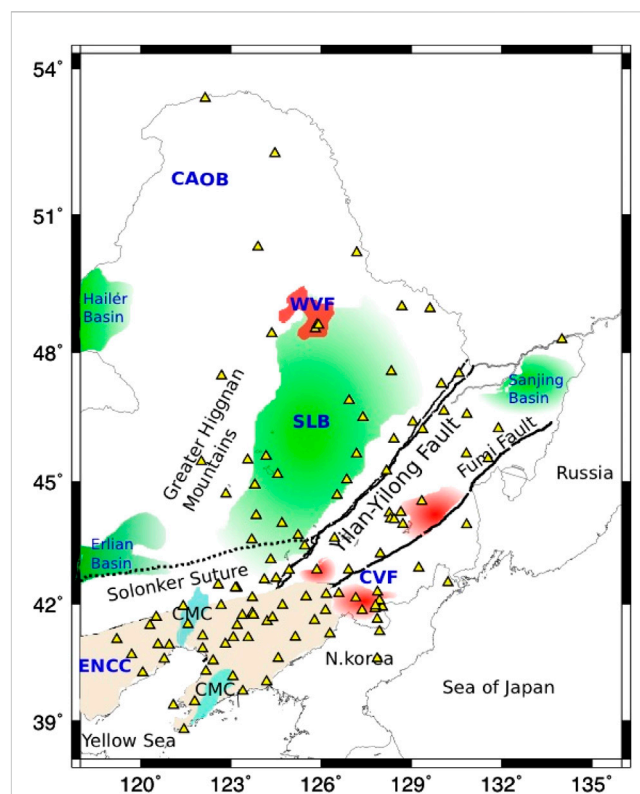 54°
CAOB
51°
Hailér
Basin
WVF
48°
Sanjing
Basin
Greater Higgnan
Mountains
SLB
Yilan-Yilong Fault
Fumi Fault
Russia
45°
Erlian
Basin
Solonker Suture
CVF
42°
CMC
ENCC
N.korea
CMC
Sea of Japan
39°
Yellow Sea
120°
123°
126°
129°
132°
135°